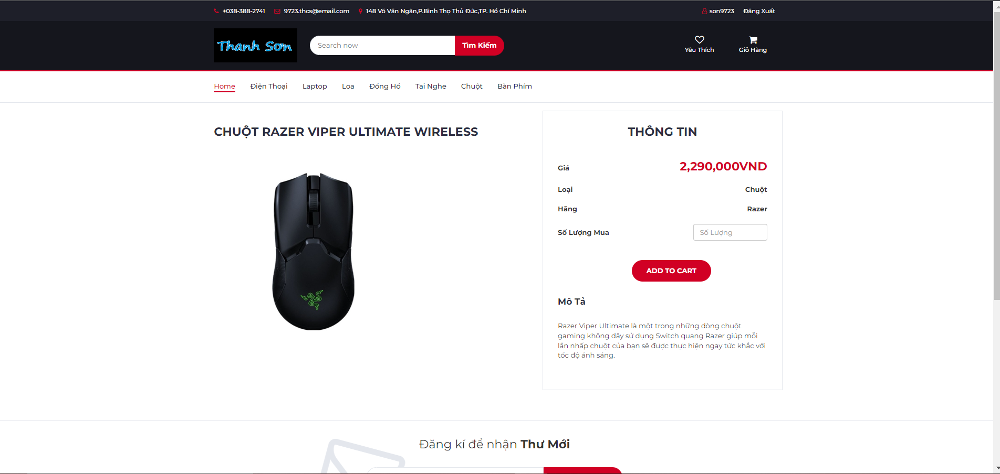 +038-388-2741 9723.thcs@email.com 148 Võ Văn Ngân,P.Bình Thọ Thủ Đức,TP. Hồ Chí Minh son9723 Đăng Xuất
Thanh Sơn Search now Tìm Kiếm Yêu Thích Giỏ Hàng
Home Điện Thoại Laptop Loa Đồng Hồ Tai Nghe Chuột Bàn Phím
CHUỘT RAZER VIPER ULTIMATE WIRELESS
THÔNG TIN
Giá 2,290,000VND
Loại Chuột
Hãng Razer
Số Lượng Mua Số Lượng
ADD TO CART
Mô Tả
Razer Viper Ultimate là một trong những dòng chuột
gaming không dây sử dụng Switch quang Razer giúp mỗi
lần nhấp chuột của bạn sẽ được thực hiện ngay tức khắc với
tốc độ ánh sáng.
Đăng kí để nhận Thư Mới